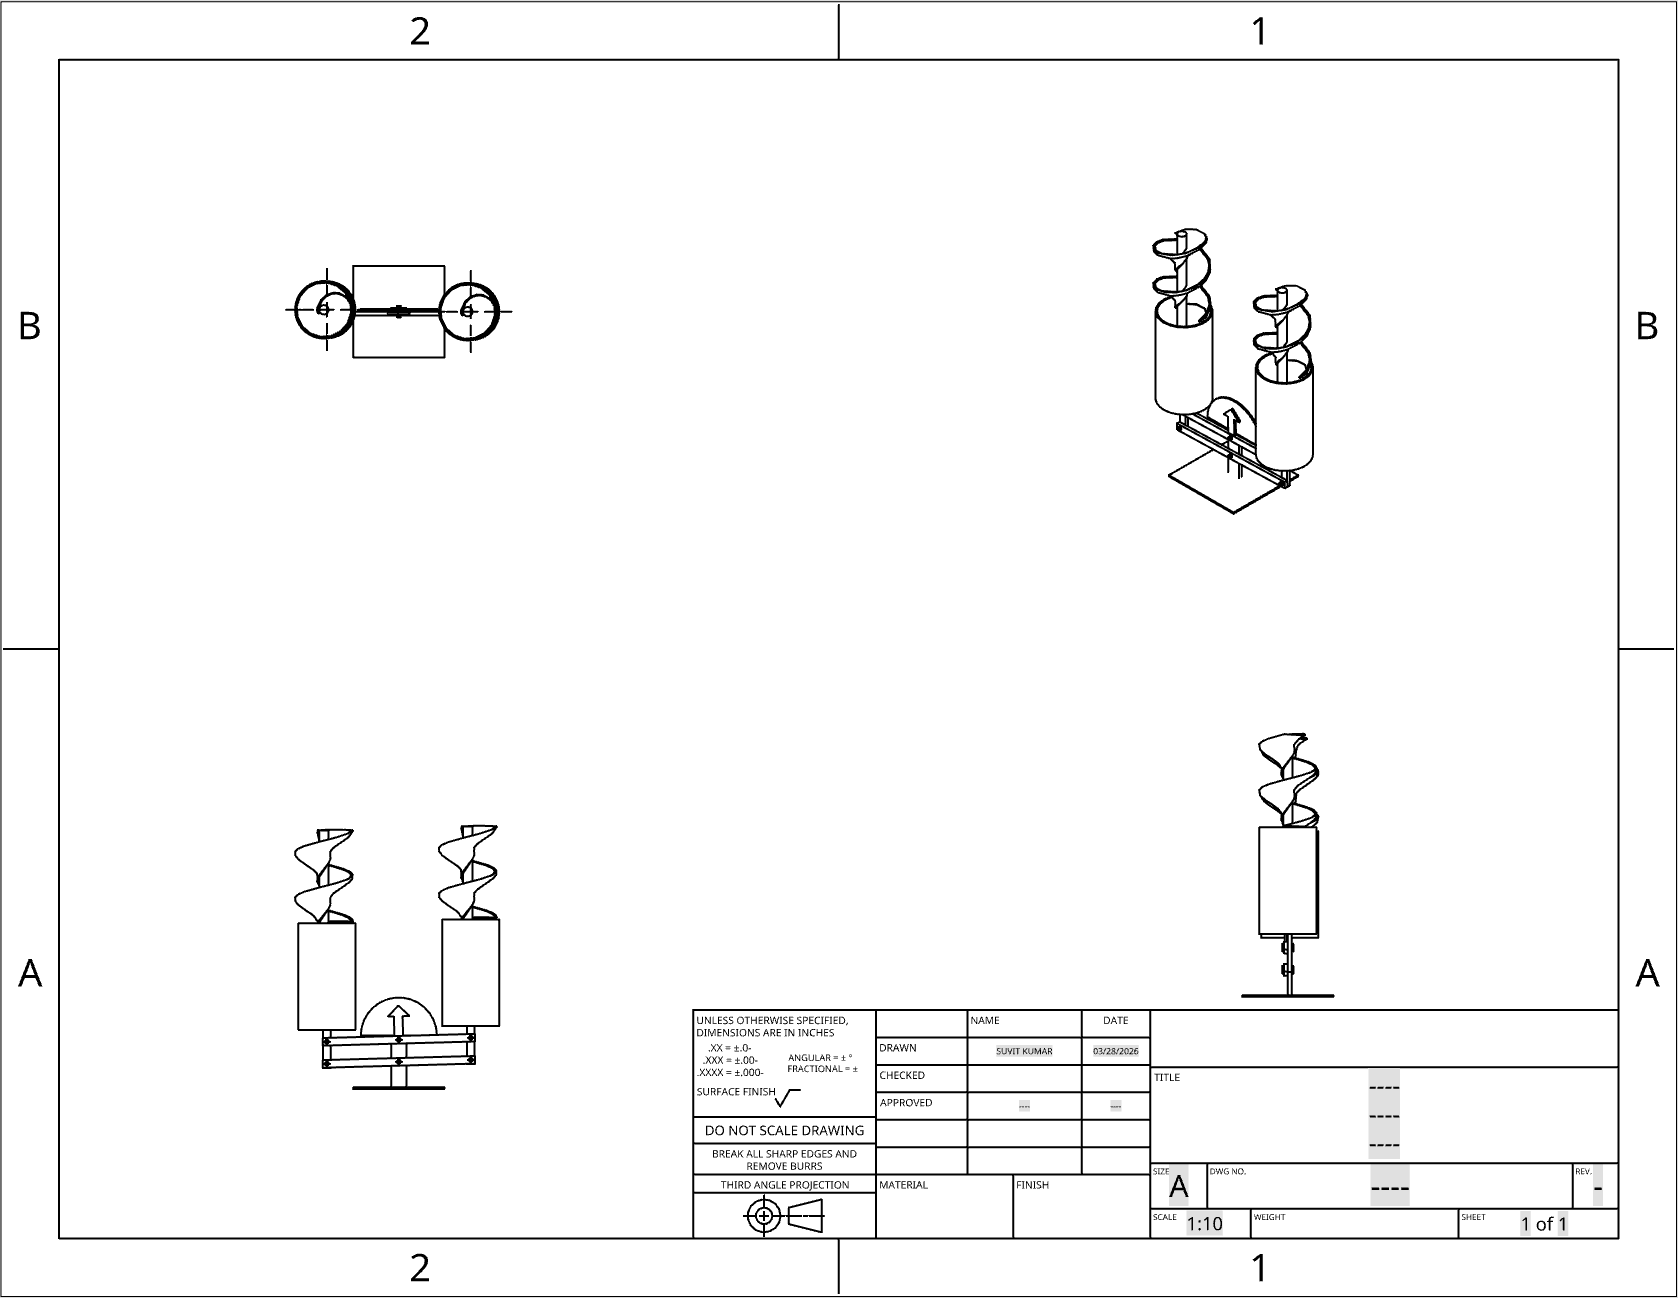 2
1
B
B
A
A
UNLESS OTHERWISE SPECIFIED,
DIMENSIONS ARE IN INCHES
.XX = ±.0-
.XXX = ±.00-
.XXXX = ±.000-
ANGULAR = ± °
FRACTIONAL = ±
SURFACE FINISH
DO NOT SCALE DRAWING
BREAK ALL SHARP EDGES AND
REMOVE BURRS
THIRD ANGLE PROJECTION
NAME
DATE
DRAWN
SUVIT KUMAR
03/28/2026
CHECKED
APPROVED
----
----
MATERIAL
FINISH
TITLE
----
----
----
SIZE
A
DWG NO.
----
REV.
-
SCALE
1:10
WEIGHT
SHEET
1 of 1
2
1